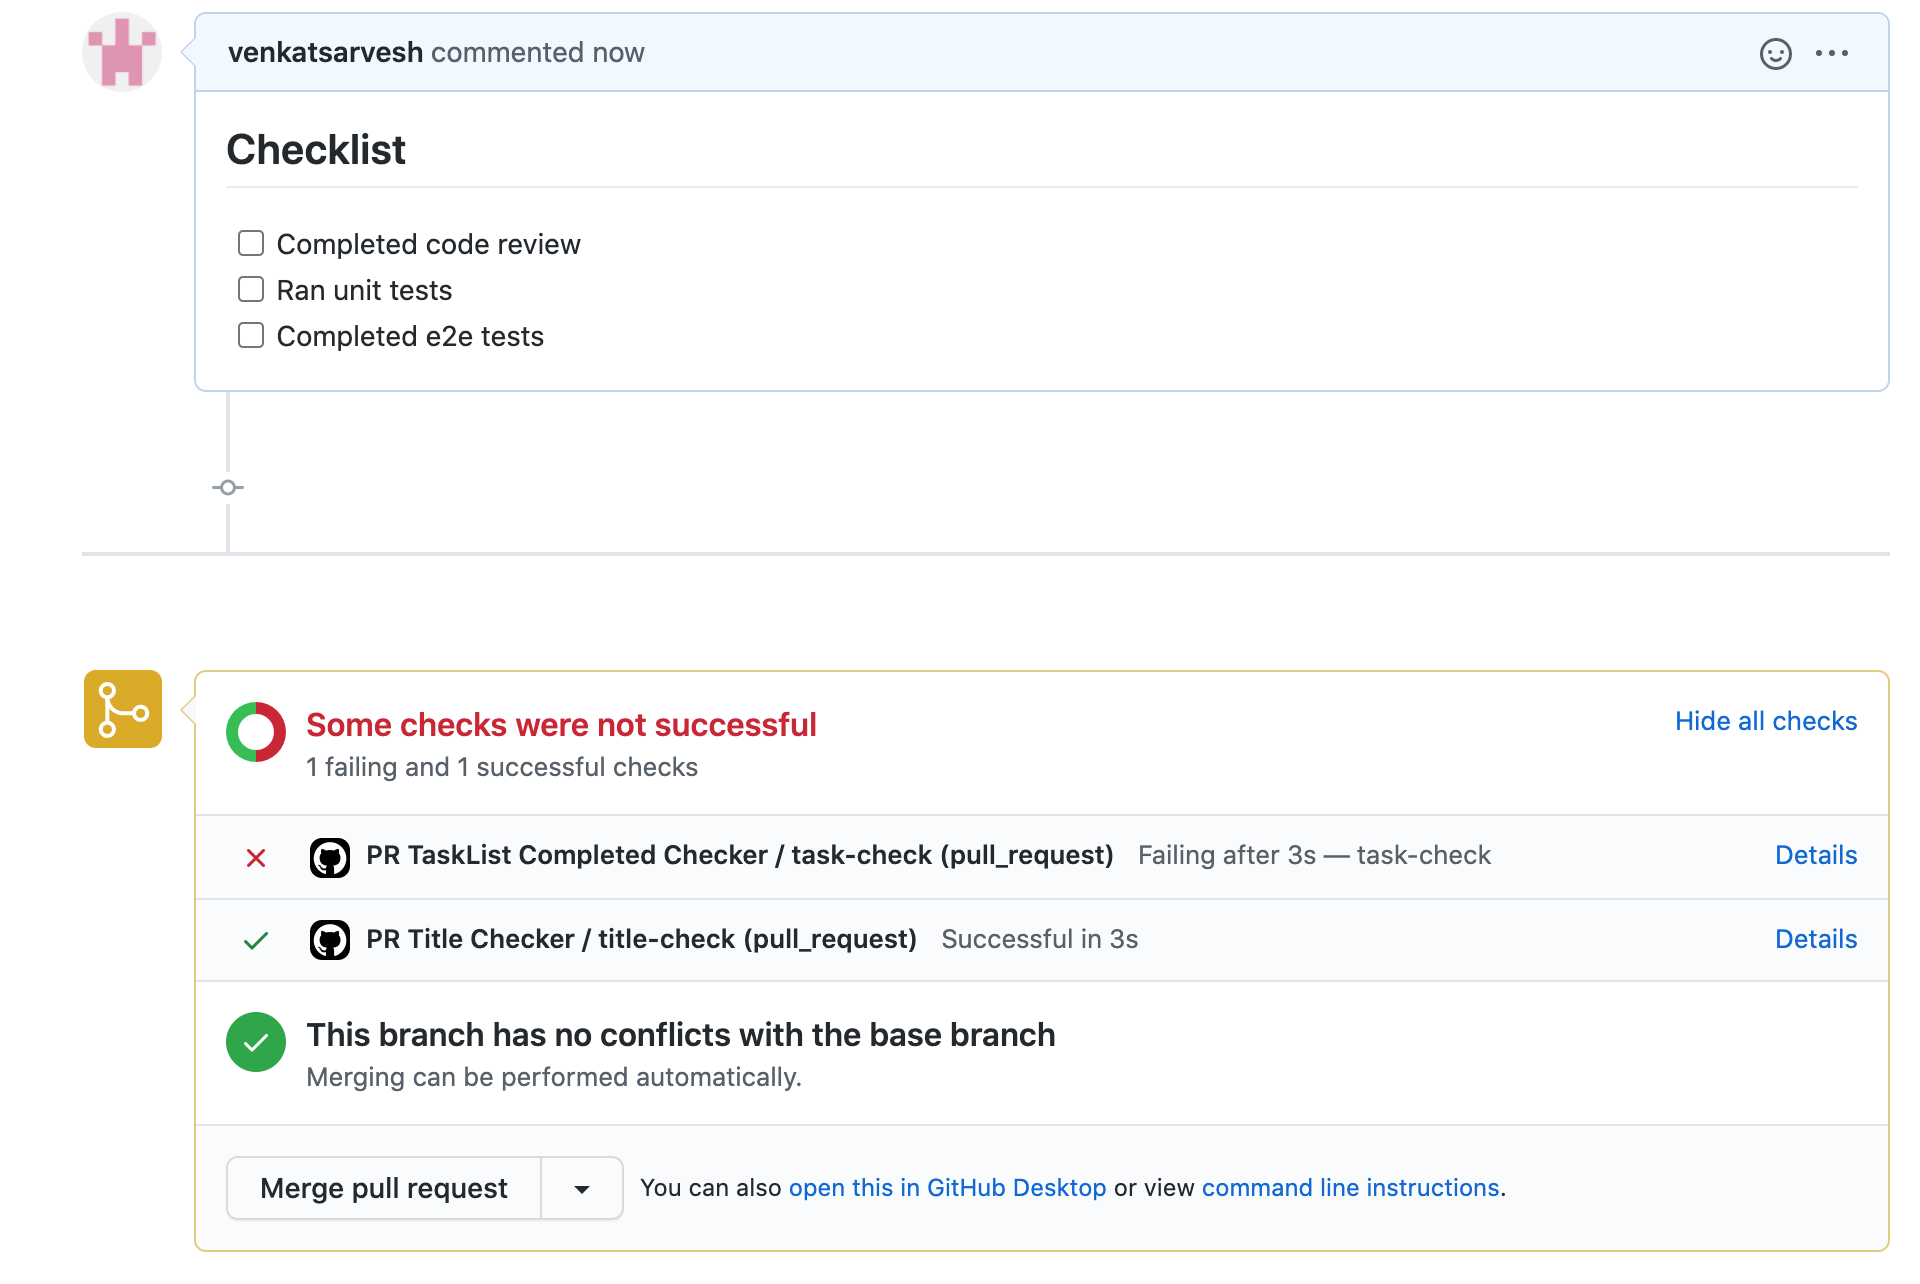 venkatsarvesh commented now
Checklist
Completed code review
Ran unit tests
Completed e2e tests
Some checks were not successful
Hide all checks
1 failing and 1 successful checks
PR TaskList Completed Checker / task-check (pull_request) Failing after 3s — task-check Details
PR Title Checker / title-check (pull_request) Successful in 3s Details
This branch has no conflicts with the base branch
Merging can be performed automatically.
Merge pull request You can also open this in GitHub Desktop or view command line instructions.